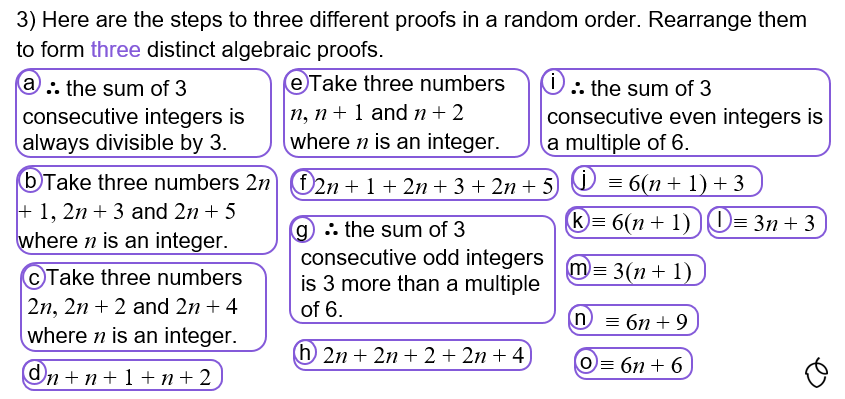 3) Here are the steps to three different proofs in a random order. Rearrange them
to form three distinct algebraic proofs.
a ∴ the sum of 3
consecutive integers is
always divisible by 3.
b Take three numbers 2n
+ 1, 2n + 3 and 2n + 5
where n is an integer.
c Take three numbers
2n, 2n + 2 and 2n + 4
where n is an integer.
d n + n + 1 + n + 2
e Take three numbers
n, n + 1 and n + 2
where n is an integer.
f 2n + 1 + 2n + 3 + 2n + 5
g ∴ the sum of 3
consecutive odd integers
is 3 more than a multiple
of 6.
h 2n + 2n + 2 + 2n + 4
i ∴ the sum of 3
consecutive even integers is
a multiple of 6.
j ≡ 6(n + 1) + 3
k ≡ 6(n + 1)
l ≡ 3n + 3
m ≡ 3(n + 1)
n ≡ 6n + 9
o ≡ 6n + 6